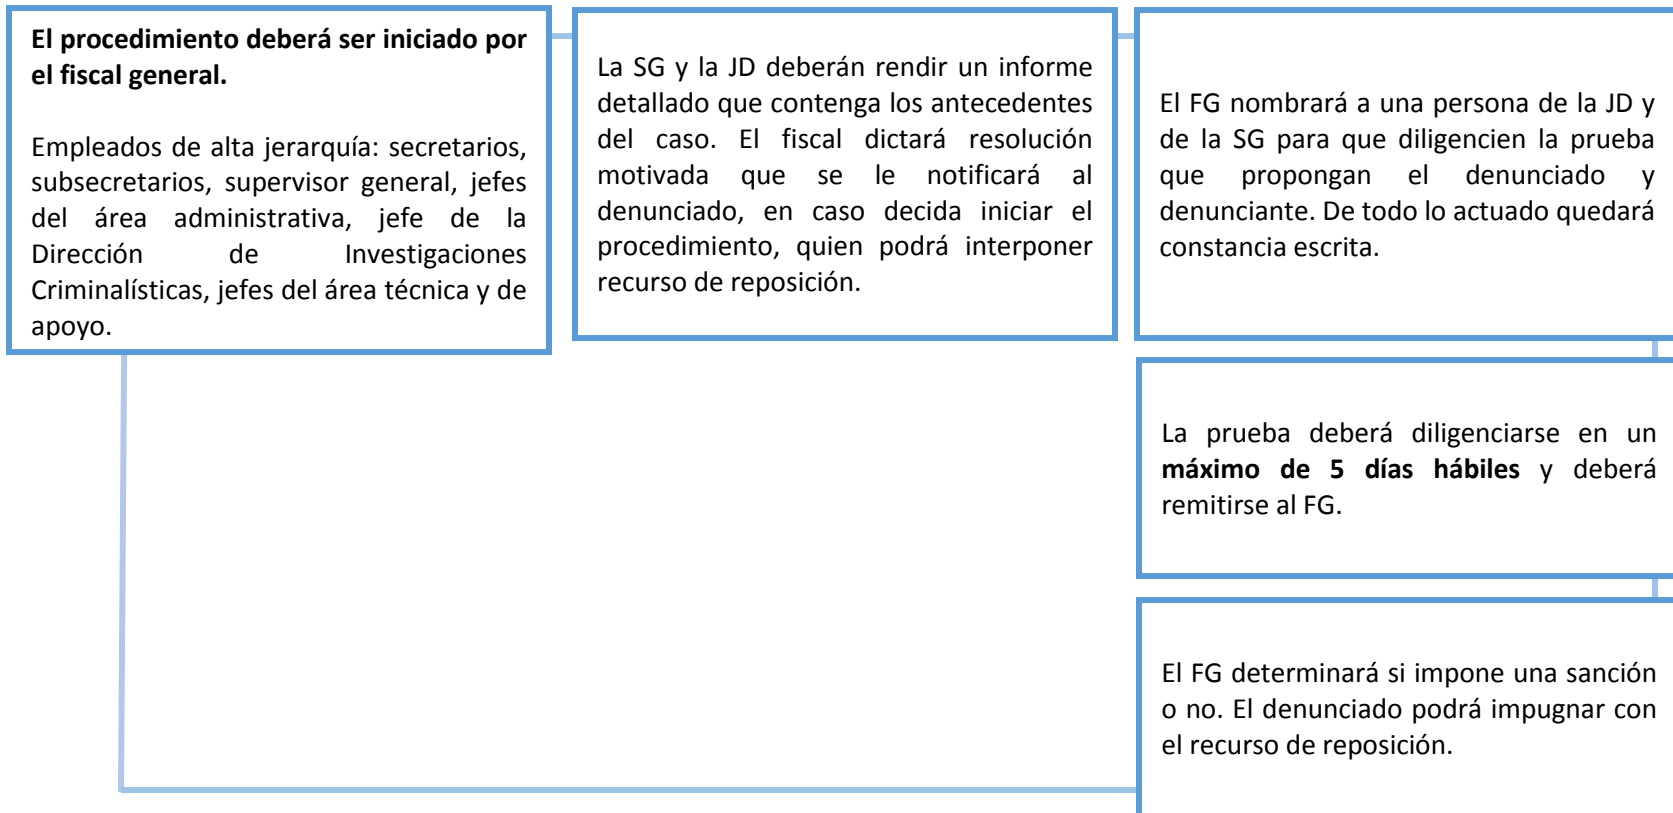 El procedimiento deberá ser iniciado por
el fiscal general.
Empleados de alta jerarquía: secretarios,
subsecretarios, supervisor general, jefes
del área administrativa, jefe de la
Dirección de Investigaciones
Criminalísticas, jefes del área técnica y de
apoyo.
La SG y la JD deberán rendir un informe
detallado que contenga los antecedentes
del caso. El fiscal dictará resolución
motivada que se le notificará al
denunciado, en caso decida iniciar el
procedimiento, quien podrá interponer
recurso de reposición.
El FG nombrará a una persona de la JD y
de la SG para que diligencien la prueba
que propongan el denunciado y
denunciante. De todo lo actuado quedará
constancia escrita.
La prueba deberá diligenciarse en un
máximo de 5 días hábiles y deberá
remitirse al FG.
El FG determinará si impone una sanción
o no. El denunciado podrá impugnar con
el recurso de reposición.